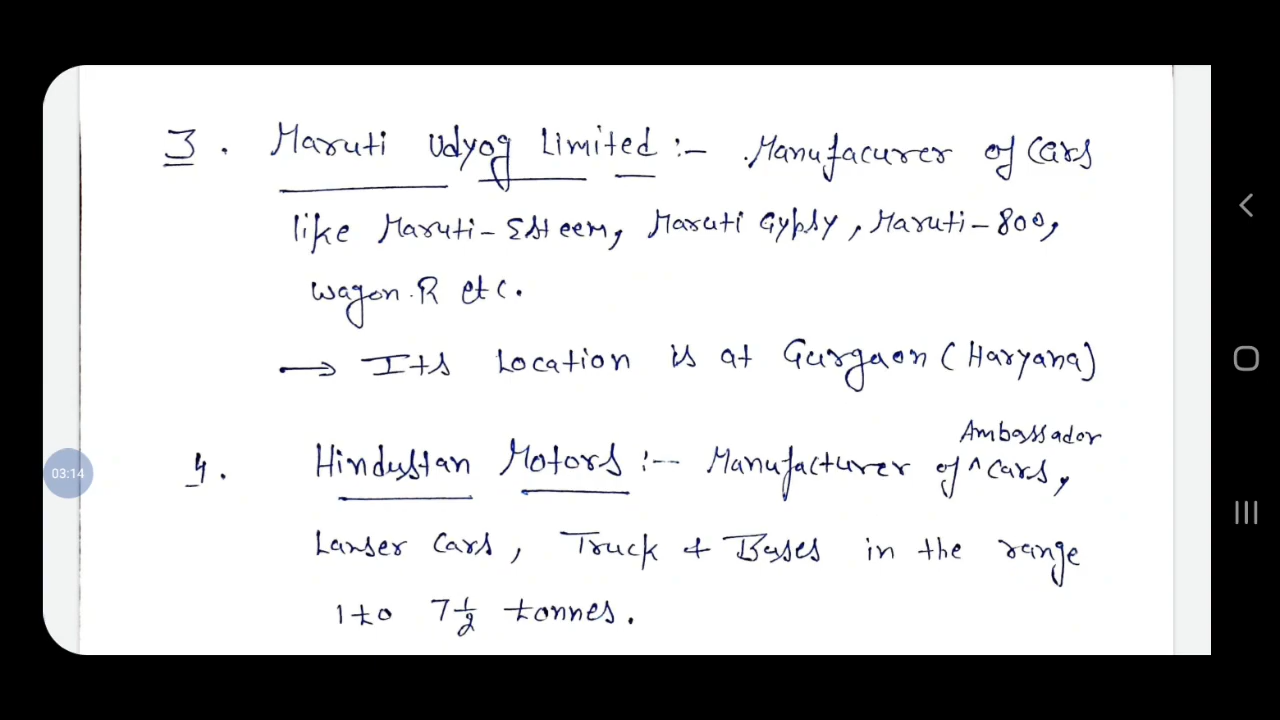 3. Maruti Udyog Limited :- Manufacurer of Cars
like Maruti-Esteem, Maruti Gypsy, Maruti-800,
Wagon.R etc.
→ Its Location is at Gurgaon (Haryana)
Ambassador
4. Hindustan Motors :- Manufacturer of ^ Cars,
03:14
Lanser Cars, Truck & Buses in the range
1 to 7 1/2 tonnes.